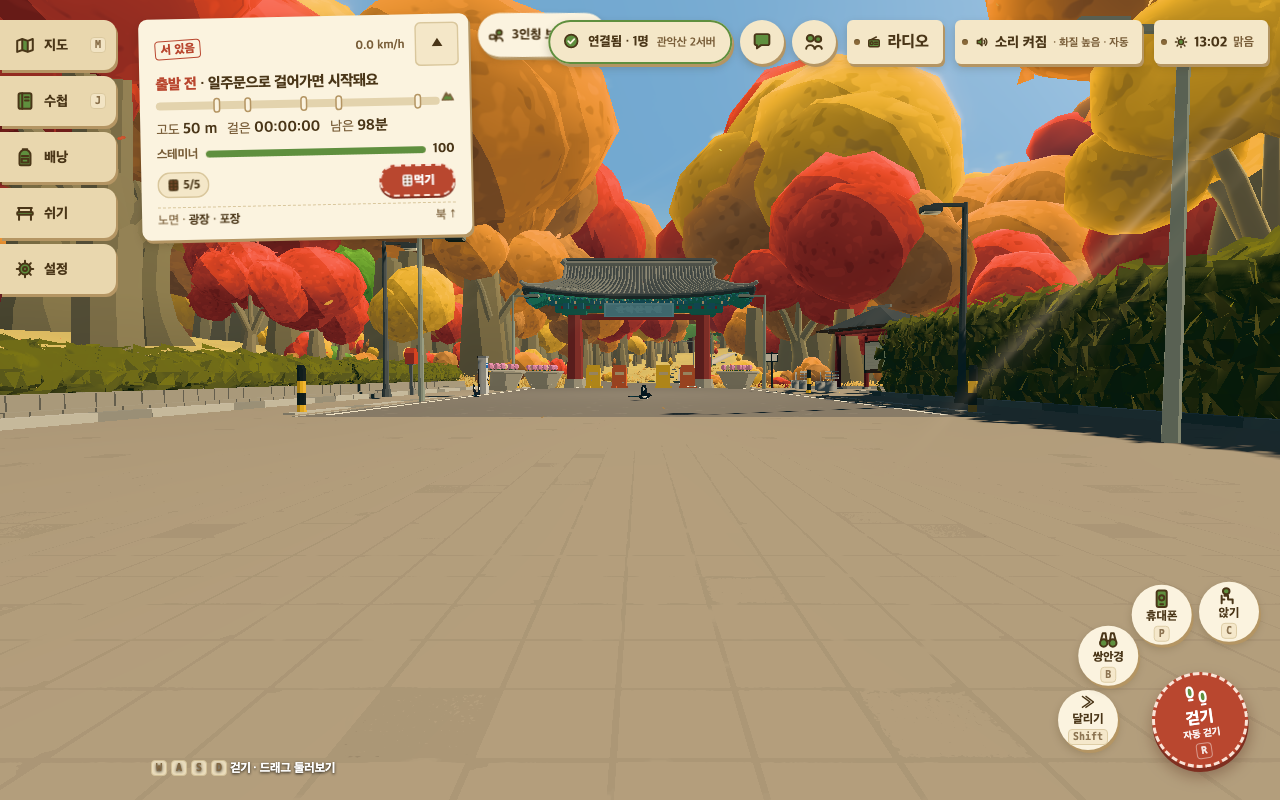 지도 M
수첩 J
배낭
쉬기
설정
서 있음
0.0 km/h
출발 전 · 일주문으로 걸어가면 시작돼요
고도 50 m 걸은 00:00:00 남은 98분
스테미너 100
5/5
먹기
노면 · 광장 · 포장
북 ↑
3인칭
연결됨 · 1명 관악산 2서버
라디오
소리 켜짐 · 화질 높음 · 자동
13:02 맑음
휴대폰
P
앉기
C
쌍안경
B
달리기
Shift
걷기
자동 걷기
R
W A S D 걷기 · 드래그 둘러보기